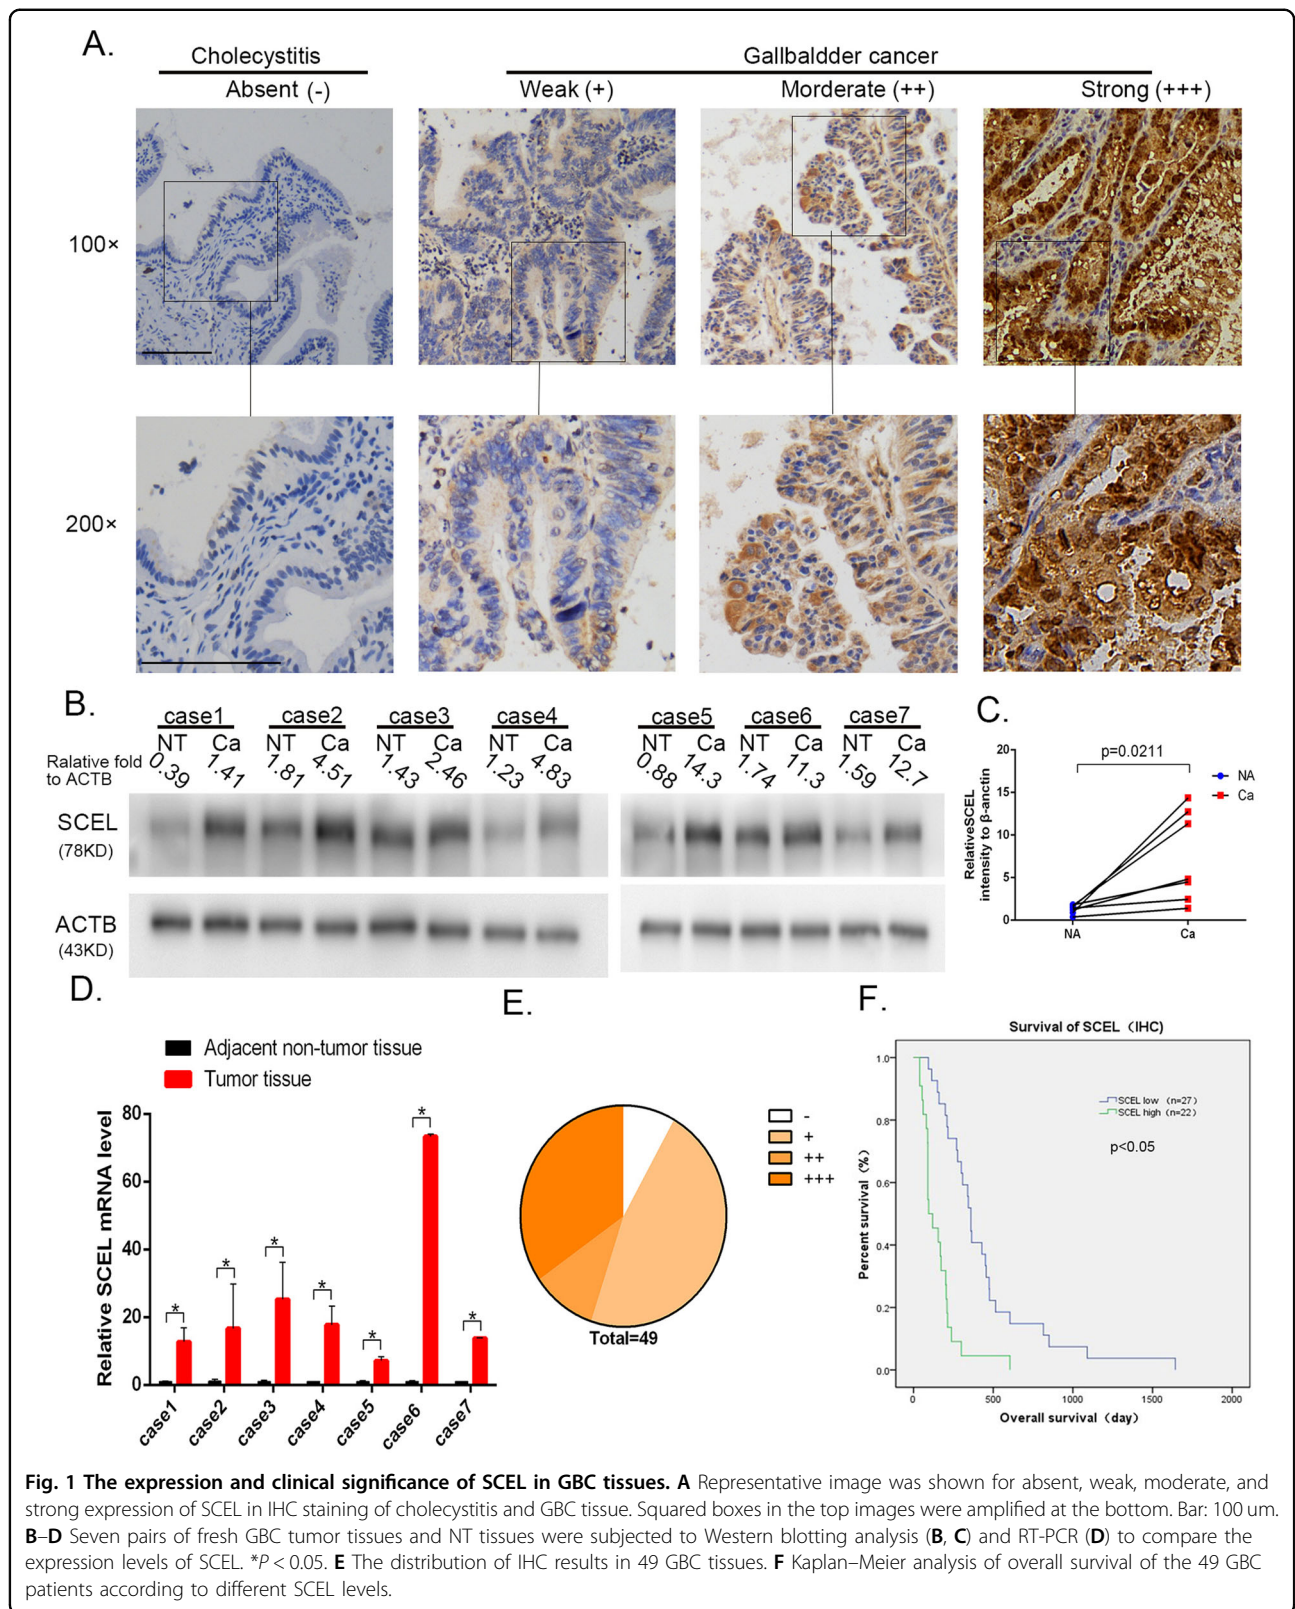 A.
Cholecystitis
Gallbaldder cancer
Absent (-)
Weak (+)
Morderate (++)
Strong (+++)
100×
200×
B.
case1 case2 case3 case4 case5 case6 case7
NT Ca NT Ca NT Ca NT Ca NT Ca NT Ca NT Ca
Ralative fold
to ACTB
0.39 1.41 1.81 4.51 1.43 2.46 1.23 4.83 0.88 14.3 1.74 11.3 1.59 12.7
SCEL
(78KD)
ACTB
(43KD)
C.
p=0.0211
RelativeSCEL
intensity to β-anctin
20
15
10
5
0
NA Ca
NA
Ca
D.
Adjacent non-tumor tissue
Tumor tissue
Relative SCEL mRNA level
80
60
40
20
0
* * * * * * *
case1 case2 case3 case4 case5 case6 case7
E.
-
+
++
+++
Total=49
F.
Survival of SCEL（IHC)
SCEL low （n=27）
SCEL high (n=22）
p<0.05
Percent survival（%）
1.0
0.8
0.6
0.4
0.2
0.0
0 500 1000 1500 2000
Overall survival（day）
Fig. 1 The expression and clinical significance of SCEL in GBC tissues. A Representative image was shown for absent, weak, moderate, and
strong expression of SCEL in IHC staining of cholecystitis and GBC tissue. Squared boxes in the top images were amplified at the bottom. Bar: 100 um.
B–D Seven pairs of fresh GBC tumor tissues and NT tissues were subjected to Western blotting analysis (B, C) and RT-PCR (D) to compare the
expression levels of SCEL. *P < 0.05. E The distribution of IHC results in 49 GBC tissues. F Kaplan–Meier analysis of overall survival of the 49 GBC
patients according to different SCEL levels.